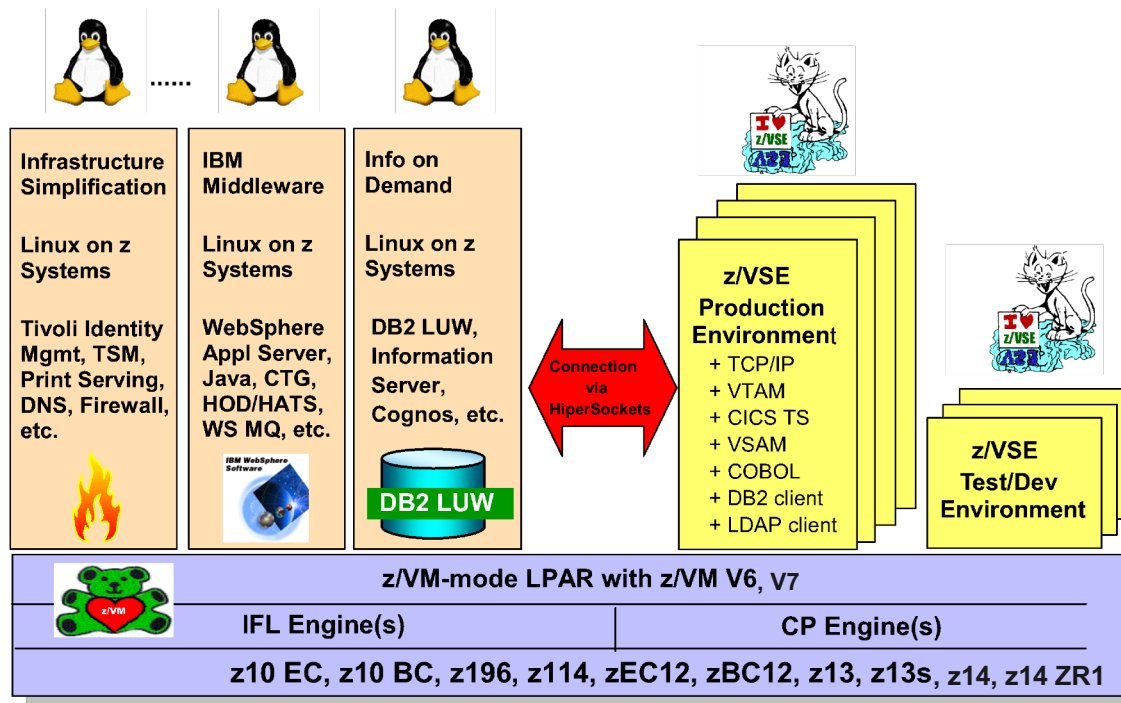 ......
Infrastructure
Simplification
Linux on z
Systems
Tivoli Identity
Mgmt, TSM,
Print Serving,
DNS, Firewall,
etc.
IBM
Middleware
Linux on z
Systems
WebSphere
Appl Server,
Java, CTG,
HOD/HATS,
WS MQ, etc.
IBM WebSphere
Software
Info on
Demand
Linux on z
Systems
DB2 LUW,
Information
Server,
Cognos, etc.
DB2 LUW
Connection
via
HiperSockets
I ♥
z/VSE
z/VSE
Production
Environment
+ TCP/IP
+ VTAM
+ CICS TS
+ VSAM
+ COBOL
+ DB2 client
+ LDAP client
I ♥
z/VSE
z/VSE
Test/Dev
Environment
z/VM
z/VM-mode LPAR with z/VM V6, V7
IFL Engine(s)
CP Engine(s)
z10 EC, z10 BC, z196, z114, zEC12, zBC12, z13, z13s, z14, z14 ZR1